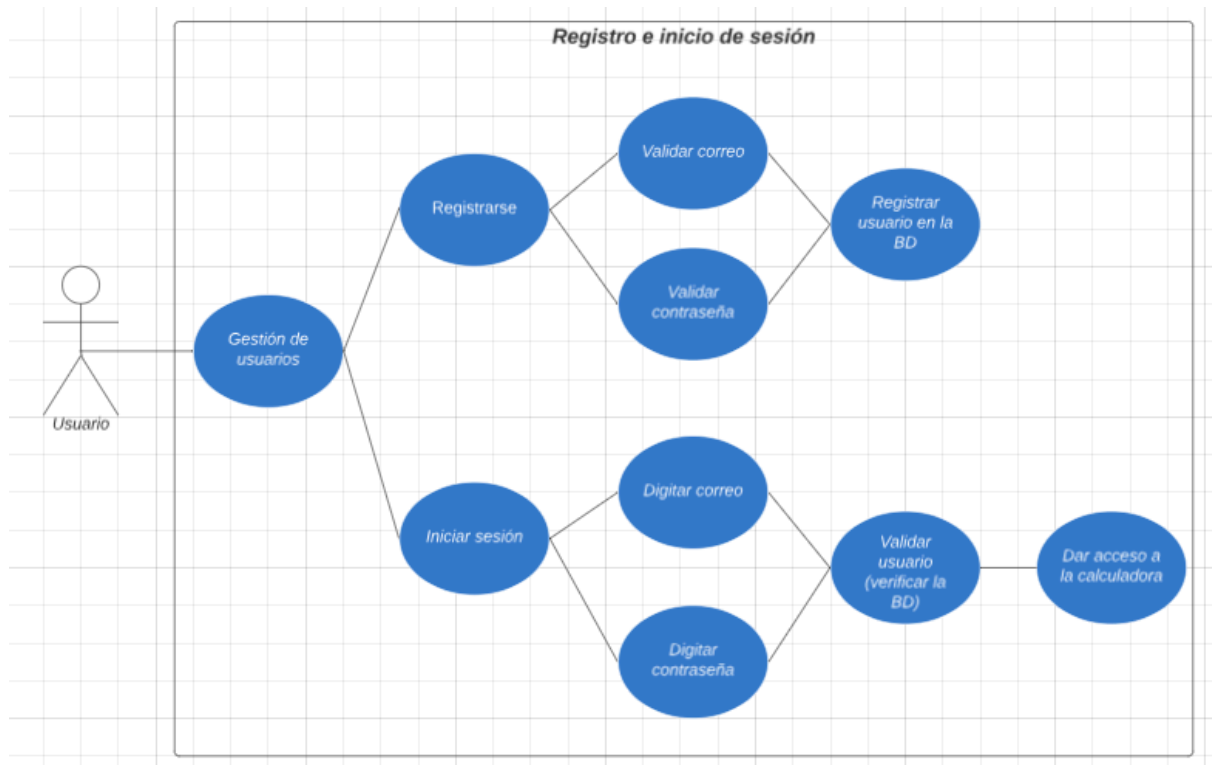 Registro e inicio de sesión
Validar correo
Registrarse
Registrar
usuario en la
BD
Validar
contraseña
Gestión de
usuarios
Usuario
Digitar correo
Iniciar sesión
Validar
usuario
(verificar la
BD)
Dar acceso a
la calculadora
Digitar
contraseña